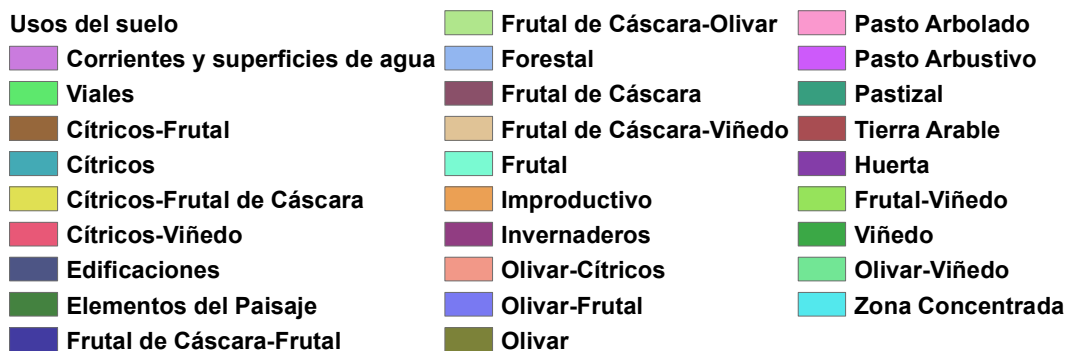 Usos del suelo
Corrientes y superficies de agua
Viales
Cítricos-Frutal
Cítricos
Cítricos-Frutal de Cáscara
Cítricos-Viñedo
Edificaciones
Elementos del Paisaje
Frutal de Cáscara-Frutal
Frutal de Cáscara-Olivar
Forestal
Frutal de Cáscara
Frutal de Cáscara-Viñedo
Frutal
Improductivo
Invernaderos
Olivar-Cítricos
Olivar-Frutal
Olivar
Pasto Arbolado
Pasto Arbustivo
Pastizal
Tierra Arable
Huerta
Frutal-Viñedo
Viñedo
Olivar-Viñedo
Zona Concentrada